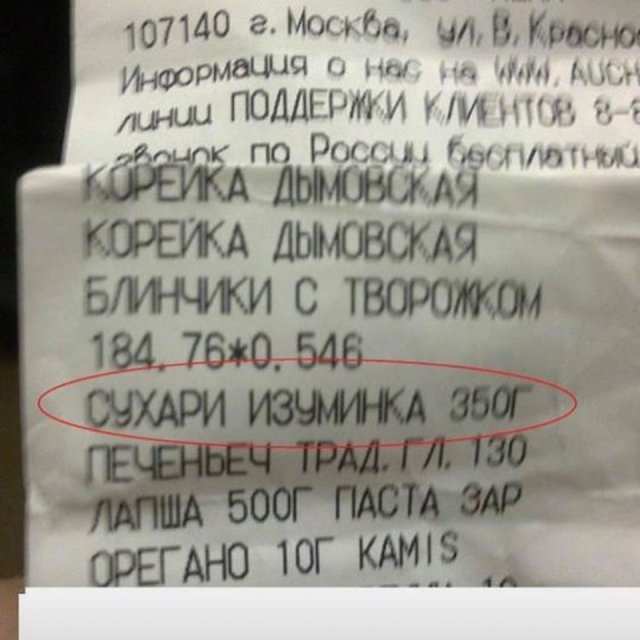 107140 г. Москва, ул. В. Красно
Информация о нас на WWW. AUCH
линии ПОДДЕРЖКИ КЛИЕНТОВ 8-8
звонок по России бесплатный
КОРЕЙКА ДЫМОВСКАЯ
КОРЕЙКА ДЫМОВСКАЯ
БЛИНЧИКИ С ТВОРОЖКОМ
184.76*0.546
СУХАРИ ИЗУМИНКА 350Г
ПЕЧЕНЬЕЧ ТРАД.ГЛ. 130
ЛАПША 500Г ПАСТА ЗАР
ОРЕГАНО 10Г KAMIS